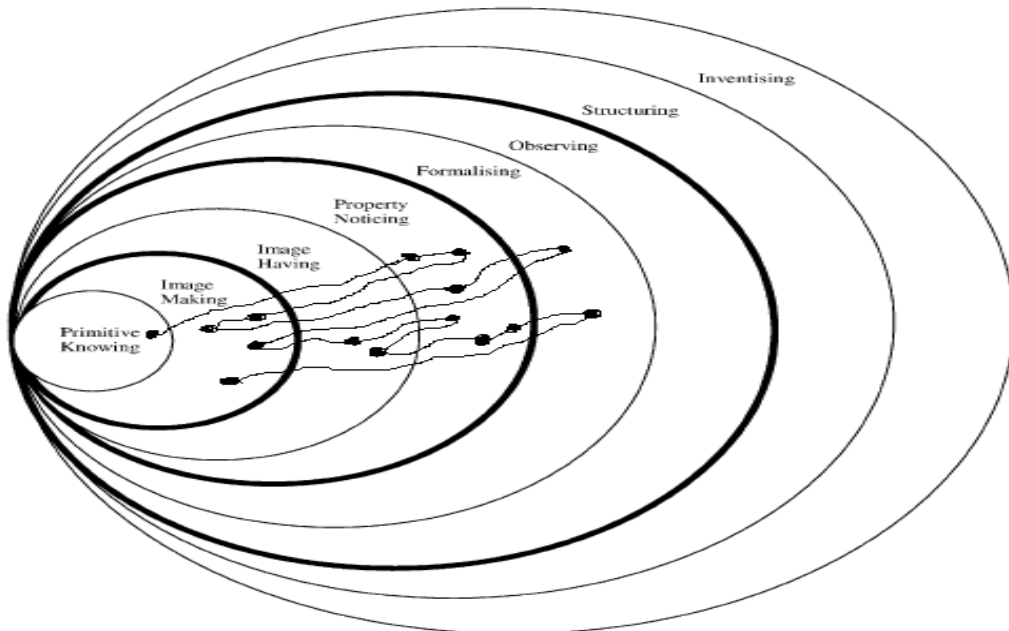 Inventising
Structuring
Observing
Formalising
Property
Noticing
Image
Having
Image
Making
Primitive
Knowing